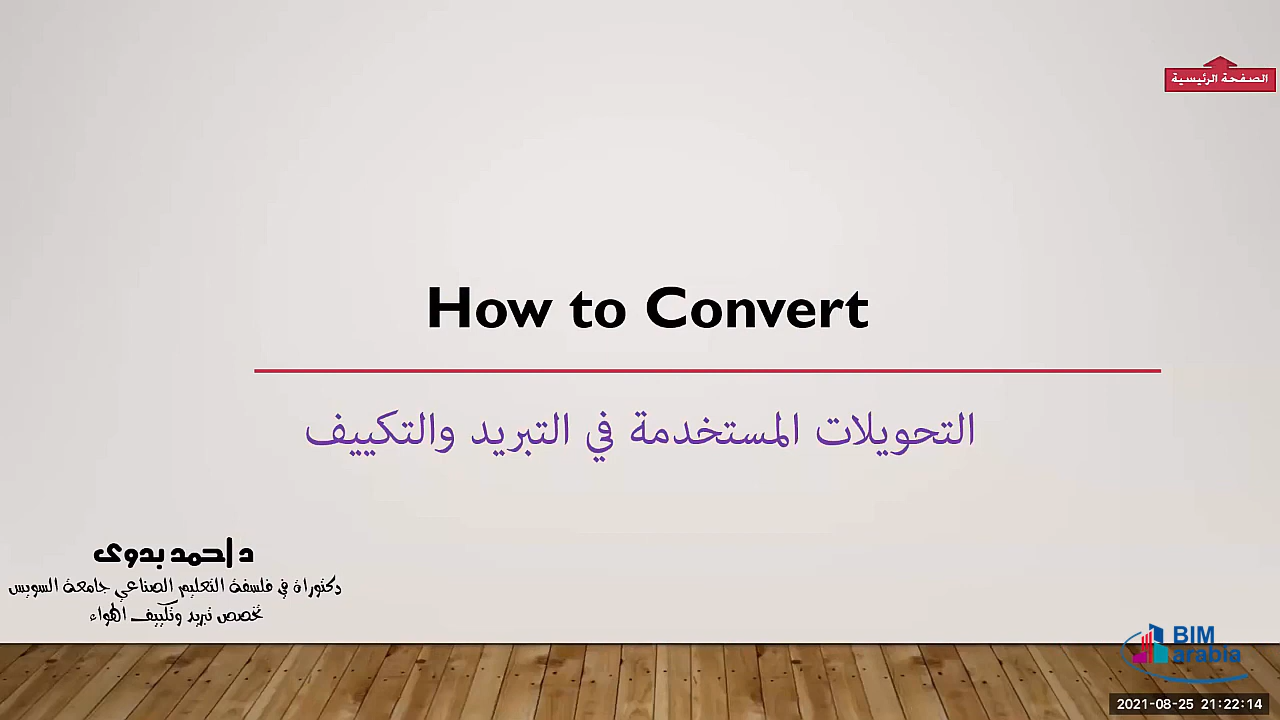 الصفحة الرئيسية
How to Convert
التحويلات المستخدمة في التبريد والتكييف
د/احمد بدوى
دكتوراة في فلسفة التعليم الصناعي جامعة السويس
تخصص تبريد وتكييف الهواء
BIM
arabia
2021-08-25 21:22:14